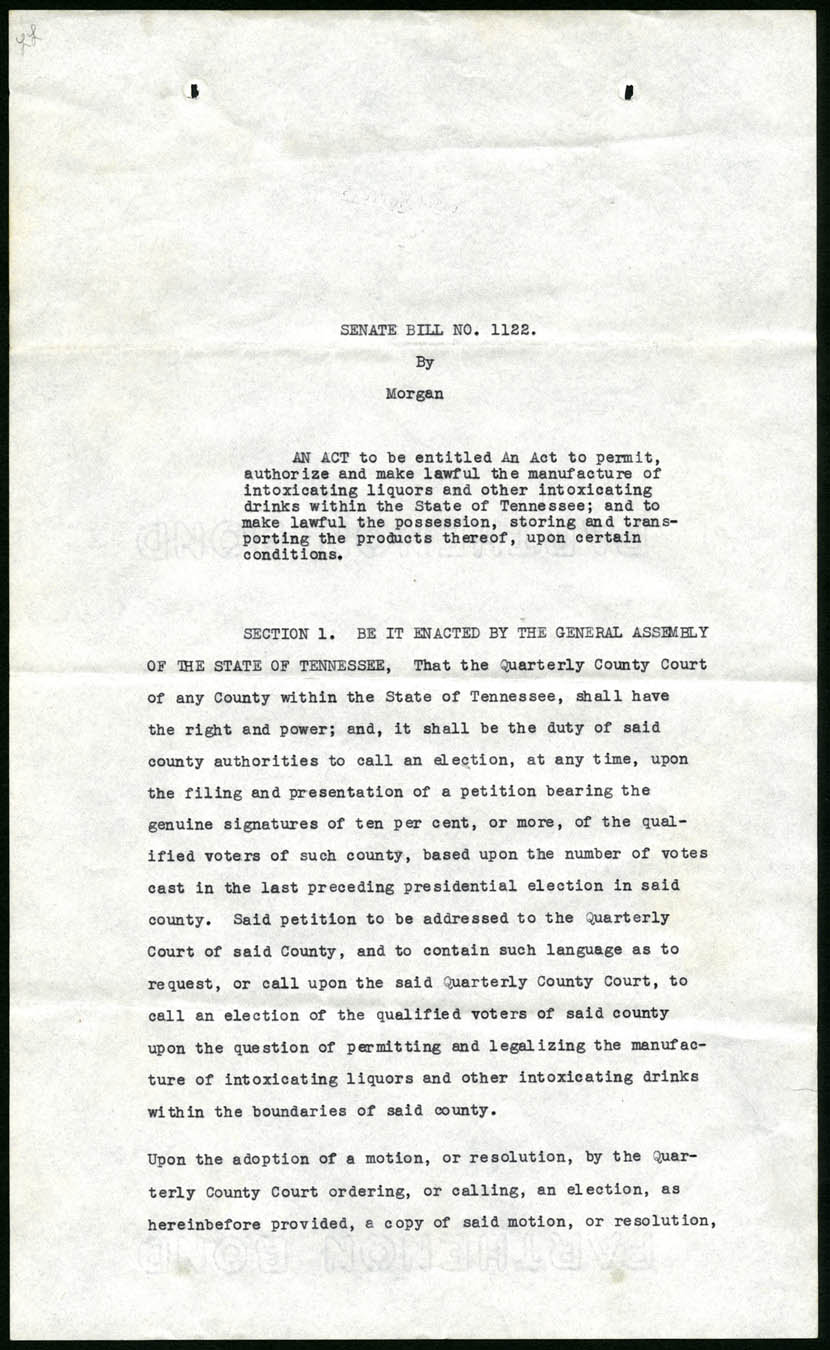 SENATE BILL NO. 1122.
By
Morgan
AN ACT to be entitled An Act to permit,
authorize and make lawful the manufacture of
intoxicating liquors and other intoxicating
drinks within the State of Tennessee; and to
make lawful the possession, storing and trans-
porting the products thereof, upon certain
conditions.
SECTION 1. BE IT ENACTED BY THE GENERAL ASSEMBLY
OF THE STATE OF TENNESSEE, That the Quarterly County Court
of any County within the State of Tennessee, shall have
the right and power; and, it shall be the duty of said
county authorities to call an election, at any time, upon
the filing and presentation of a petition bearing the
genuine signatures of ten per cent, or more, of the qual-
ified voters of such county, based upon the number of votes
cast in the last preceding presidential election in said
county. Said petition to be addressed to the Quarterly
Court of said County, and to contain such language as to
request, or call upon the said Quarterly County Court, to
call an election of the qualified voters of said county
upon the question of permitting and legalizing the manufac-
ture of intoxicating liquors and other intoxicating drinks
within the boundaries of said county.
Upon the adoption of a motion, or resolution, by the Quar-
terly County Court ordering, or calling, an election, as
hereinbefore provided, a copy of said motion, or resolution,
PARTHENON BOND